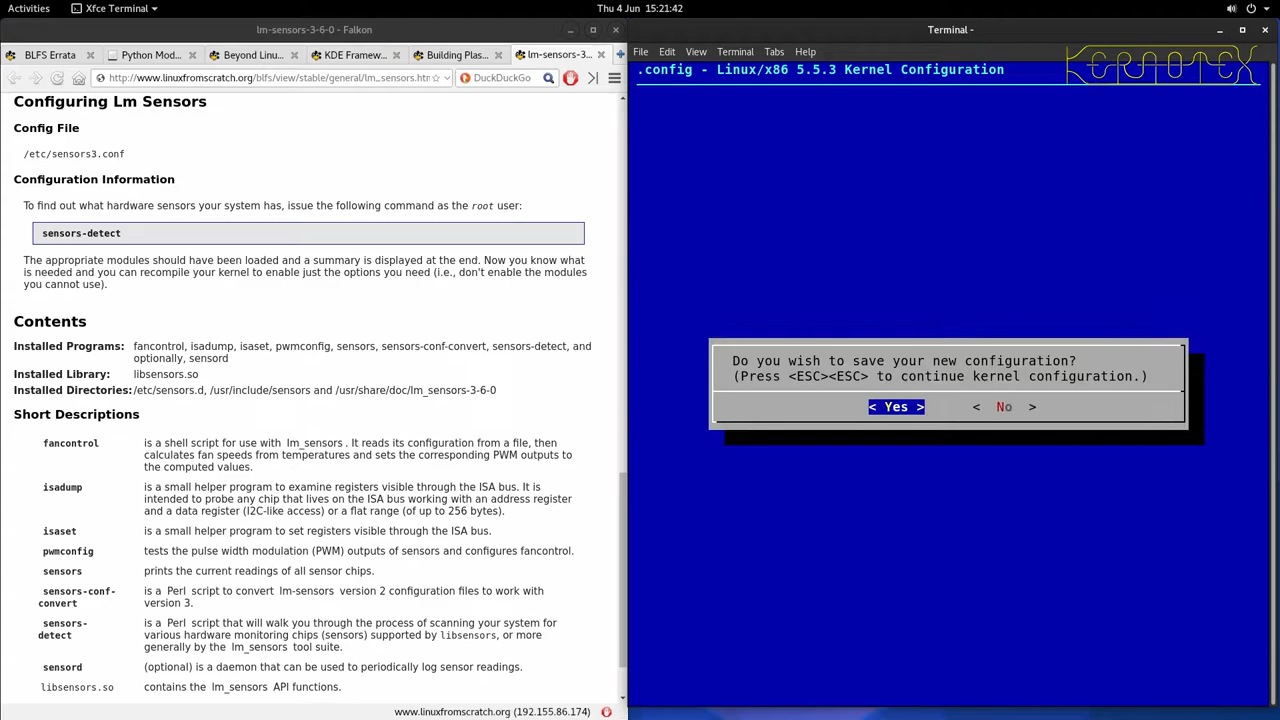 Activities
Xfce Terminal
Thu 4 Jun 15:21:42
lm-sensors-3-6-0 - Falkon
BLFS Errata
Python Mod...
Beyond Linu...
KDE Framew...
Building Plas...
lm-sensors-3...
http://www.linuxfromscratch.org/blfs/view/stable/general/lm_sensors.htm
DuckDuckGo
Configuring Lm Sensors
Config File
/etc/sensors3.conf
Configuration Information
To find out what hardware sensors your system has, issue the following command as the root user:
sensors-detect
The appropriate modules should have been loaded and a summary is displayed at the end. Now you know what
is needed and you can recompile your kernel to enable just the options you need (i.e., don't enable the modules
you cannot use).
Contents
Installed Programs: fancontrol, isadump, isaset, pwmconfig, sensors, sensors-conf-convert, sensors-detect, and
optionally, sensord
Installed Library: libsensors.so
Installed Directories: /etc/sensors.d, /usr/include/sensors and /usr/share/doc/lm_sensors-3-6-0
Short Descriptions
fancontrol is a shell script for use with lm_sensors. It reads its configuration from a file, then
calculates fan speeds from temperatures and sets the corresponding PWM outputs to
the computed values.
isadump is a small helper program to examine registers visible through the ISA bus. It is
intended to probe any chip that lives on the ISA bus working with an address register
and a data register (I2C-like access) or a flat range (of up to 256 bytes).
isaset is a small helper program to set registers visible through the ISA bus.
pwmconfig tests the pulse width modulation (PWM) outputs of sensors and configures fancontrol.
sensors prints the current readings of all sensor chips.
sensors-conf- is a Perl script to convert lm-sensors version 2 configuration files to work with
convert version 3.
sensors- is a Perl script that will walk you through the process of scanning your system for
detect various hardware monitoring chips (sensors) supported by libsensors, or more
generally by the lm_sensors tool suite.
sensord (optional) is a daemon that can be used to periodically log sensor readings.
libsensors.so contains the lm_sensors API functions.
www.linuxfromscratch.org (192.155.86.174)
Terminal -
File Edit View Terminal Tabs Help
KERNOTEX
.config - Linux/x86 5.5.3 Kernel Configuration
Do you wish to save your new configuration?
(Press <ESC><ESC> to continue kernel configuration.)
< Yes > < No >